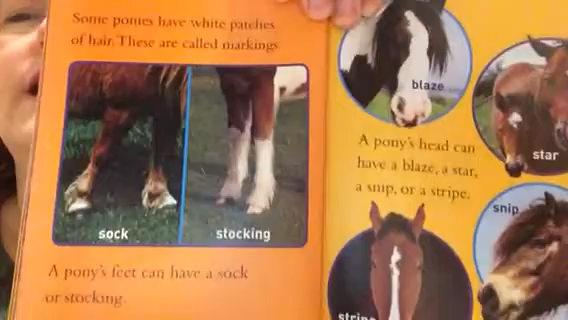 Some ponies have white patches
of hair. These are called markings.
sock
stocking
A pony's feet can have a sock
or stocking.
blaze
A pony's head can
have a blaze, a star,
a snip, or a stripe.
star
snip
stripe